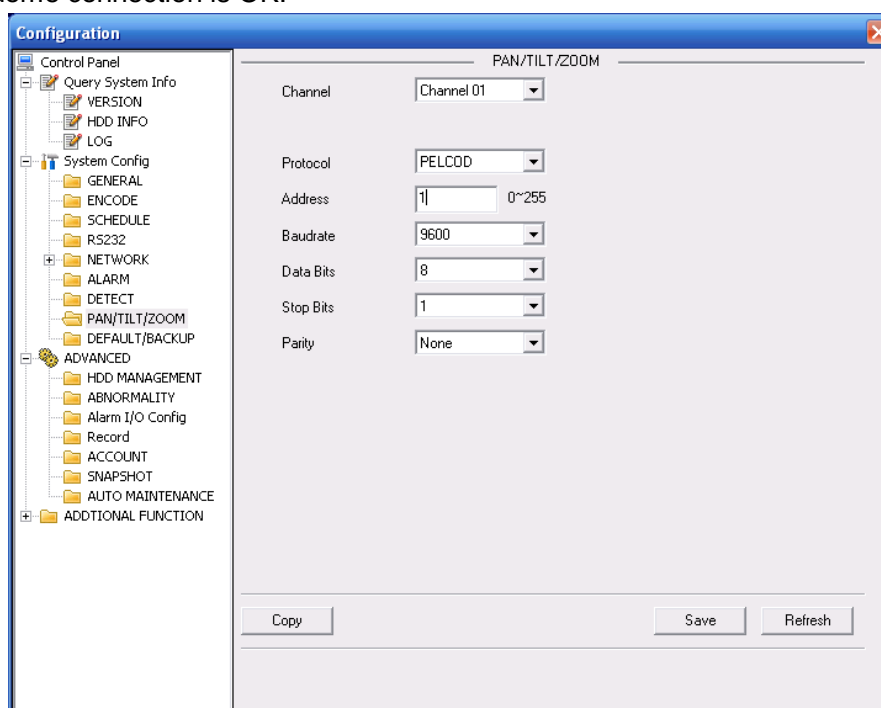 connection is OK.
Configuration
Control Panel
Query System Info
VERSION
HDD INFO
LOG
System Config
GENERAL
ENCODE
SCHEDULE
RS232
NETWORK
ALARM
DETECT
PAN/TILT/ZOOM
DEFAULT/BACKUP
ADVANCED
HDD MANAGEMENT
ABNORMALITY
Alarm I/O Config
Record
ACCOUNT
SNAPSHOT
AUTO MAINTENANCE
ADDTIONAL FUNCTION
PAN/TILT/ZOOM
Channel Channel 01
Protocol PELCOD
Address 1 0~255
Baudrate 9600
Data Bits 8
Stop Bits 1
Parity None
Copy Save Refresh